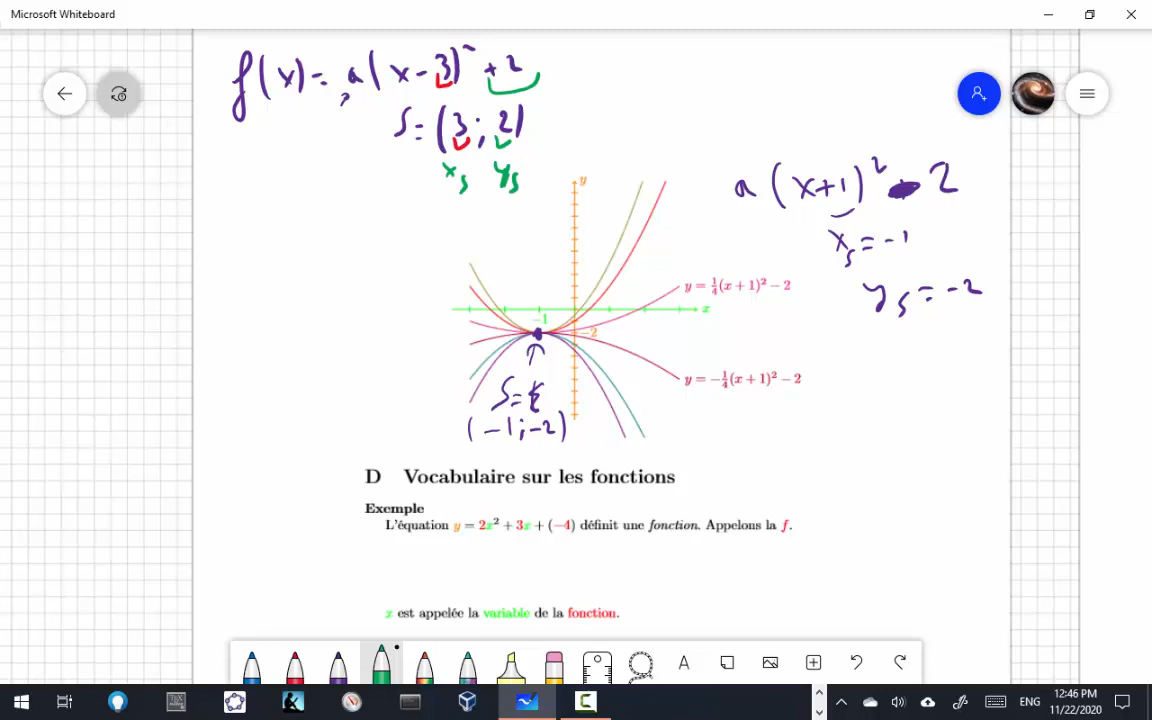 Microsoft Whiteboard
f(x) = a(x-3)² + 2
S = (3 ; 2)
xs ys
a (x+1)² - 2
xs = -1
ys = -2
y
y = 1/4(x + 1)² − 2
x
−1
−2
y = −1/4(x + 1)² − 2
S =
(-1 ; -2)
D Vocabulaire sur les fonctions
Exemple
L'équation y = 2x² + 3x + (−4) définit une fonction. Appelons la f.
x est appelée la variable de la fonction.
A
ENG
12:46 PM
11/22/2020